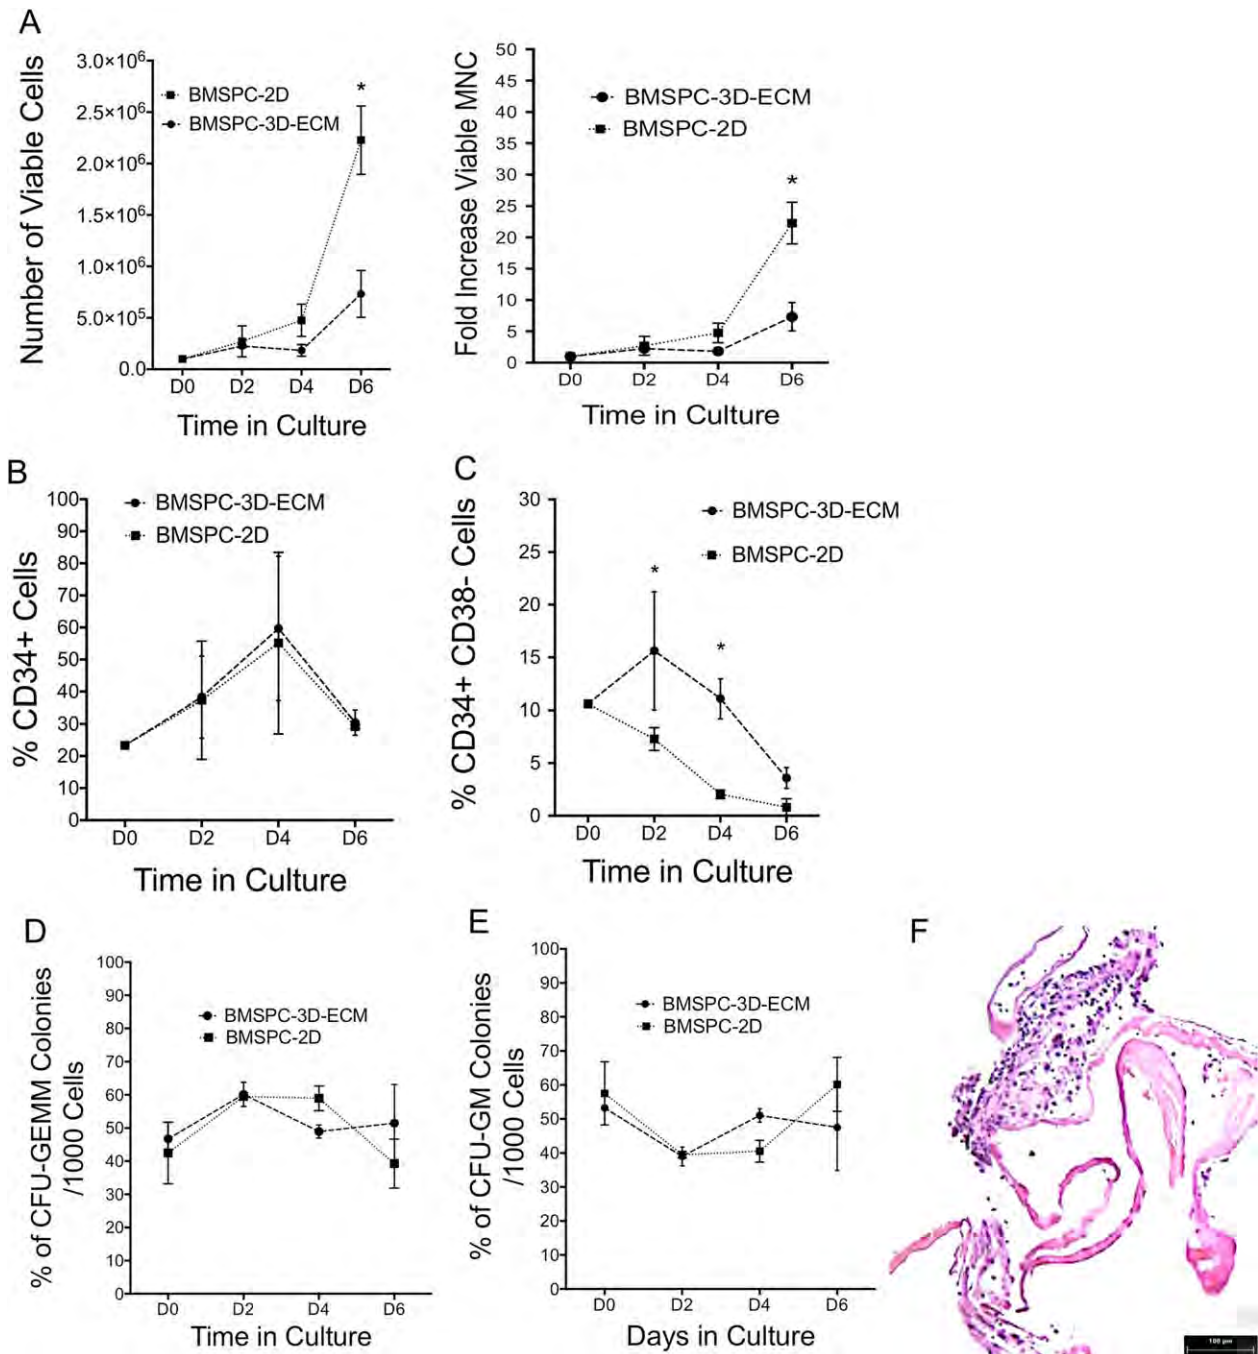 A
Number of Viable Cells
3.0×10⁶
2.5×10⁶
2.0×10⁶
1.5×10⁶
1.0×10⁶
5.0×10⁵
0.0
BMSPC-2D
BMSPC-3D-ECM
*
D0 D2 D4 D6
Time in Culture
Fold Increase Viable MNC
50
45
40
35
30
25
20
15
10
5
0
BMSPC-3D-ECM
BMSPC-2D
*
D0 D2 D4 D6
Time in Culture
B
% CD34+ Cells
100
90
80
70
60
50
40
30
20
10
0
BMSPC-3D-ECM
BMSPC-2D
D0 D2 D4 D6
Time in Culture
C
% CD34+ CD38- Cells
30
25
20
15
10
5
0
BMSPC-3D-ECM
BMSPC-2D
*
*
D0 D2 D4 D6
Time in Culture
D
% of CFU-GEMM Colonies
/1000 Cells
100
90
80
70
60
50
40
30
20
10
0
BMSPC-3D-ECM
BMSPC-2D
D0 D2 D4 D6
Time in Culture
E
% of CFU-GM Colonies
/1000 Cells
100
90
80
70
60
50
40
30
20
10
0
BMSPC-3D-ECM
BMSPC-2D
D0 D2 D4 D6
Days in Culture
F
100 µm